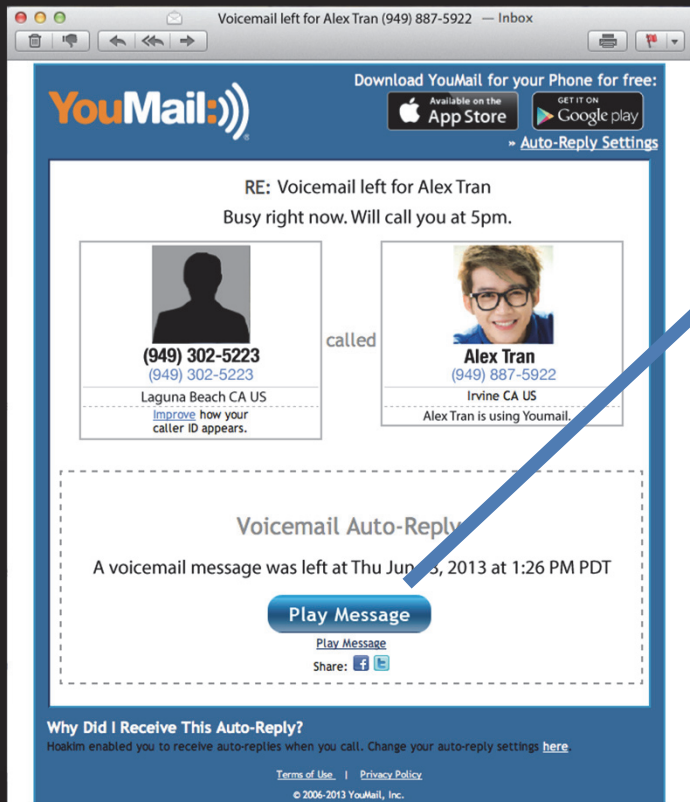 Voicemail left for Alex Tran (949) 887-5922 — Inbox
YouMail:)))
Download YouMail for your Phone for free:
Available on the
App Store
GET IT ON
Google play
» Auto-Reply Settings
RE: Voicemail left for Alex Tran
Busy right now. Will call you at 5pm.
(949) 302-5223
(949) 302-5223
Laguna Beach CA US
Improve how your
caller ID appears.
called
Alex Tran
(949) 887-5922
Irvine CA US
Alex Tran is using Youmail.
Voicemail Auto-Reply
A voicemail message was left at Thu 2013 at 1:26 PM PDT
Play Message
Play Message
Share:
Why Did I Receive This Auto-Reply?
Hoakim enabled you to receive auto-replies when you call. Change your auto-reply settings here.
Terms of Use | Privacy Policy
© 2006-2013 YouMail, Inc.